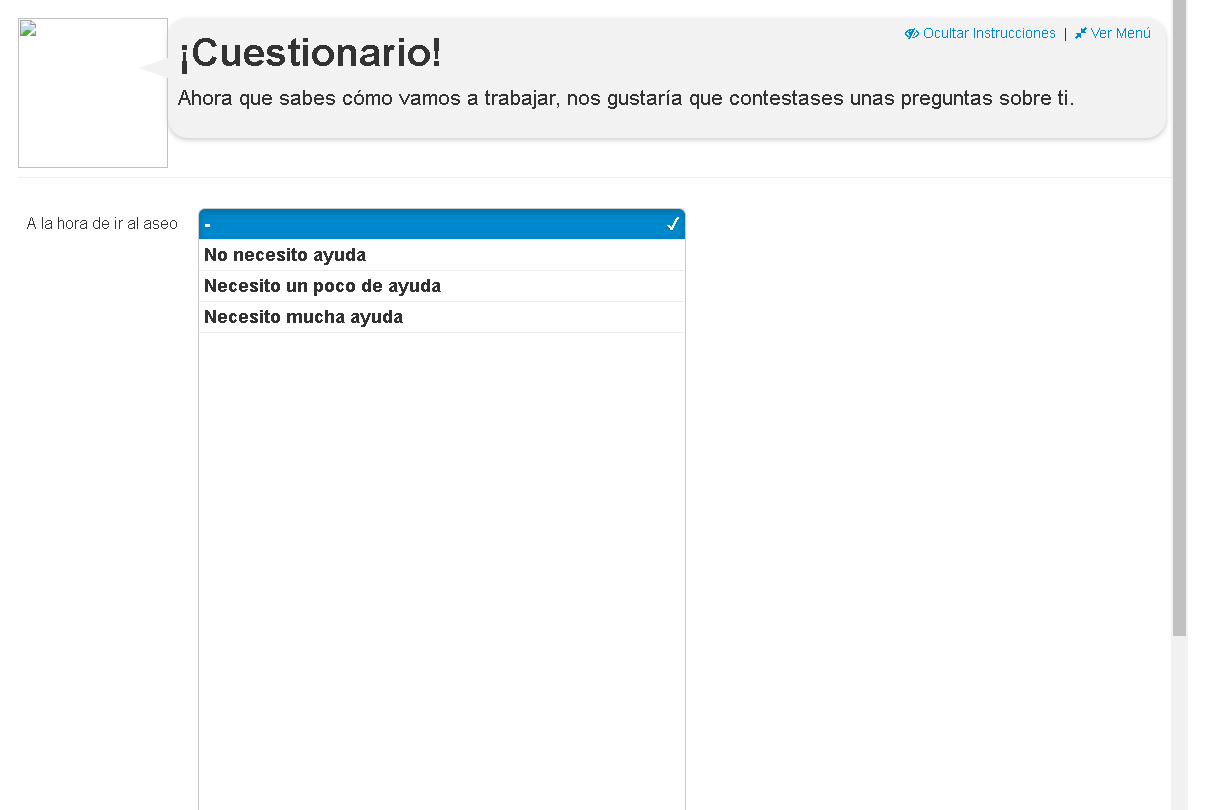 Ocultar Instrucciones | Ver Menú
¡Cuestionario!
Ahora que sabes cómo vamos a trabajar, nos gustaría que contestases unas preguntas sobre ti.
A la hora de ir al aseo
-
No necesito ayuda
Necesito un poco de ayuda
Necesito mucha ayuda